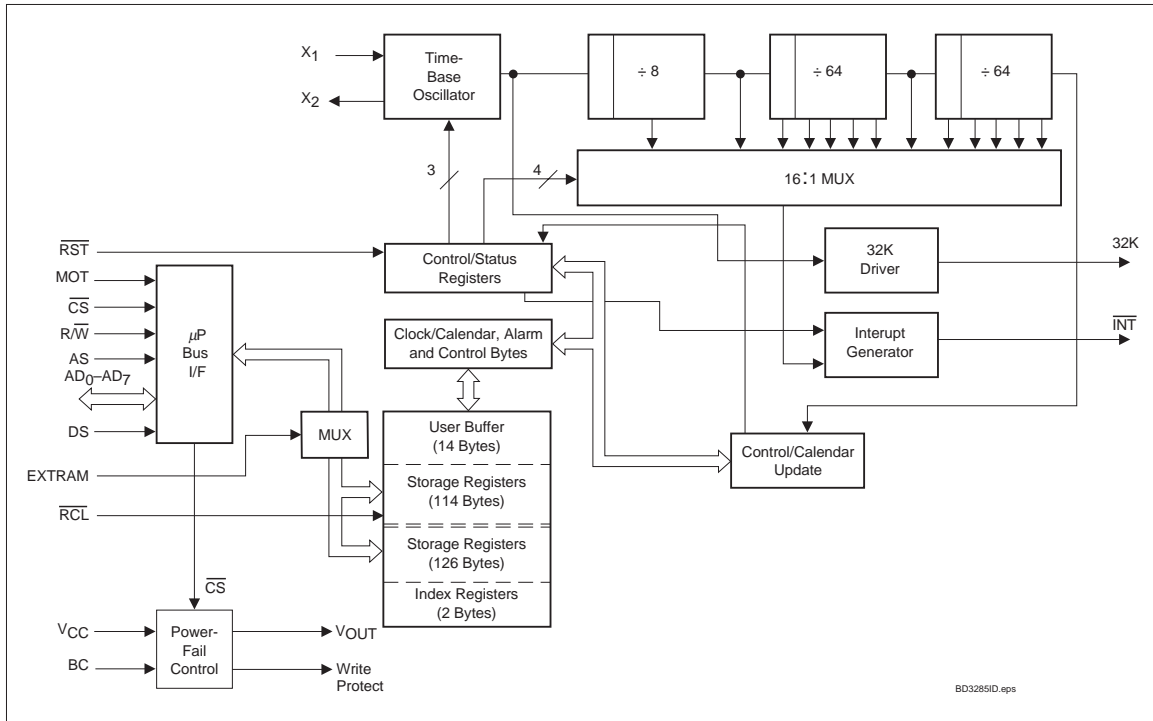 X1
X2
Time-
Base
Oscillator
÷ 8
÷ 64
÷ 64
3
4
16:1 MUX
RST
MOT
CS
R/W
AS
AD0–AD7
DS
EXTRAM
RCL
µP
Bus
I/F
Control/Status
Registers
32K
Driver
32K
Clock/Calendar, Alarm
and Control Bytes
Interupt
Generator
INT
MUX
User Buffer
(14 Bytes)
Storage Registers
(114 Bytes)
Storage Registers
(126 Bytes)
Index Registers
(2 Bytes)
Control/Calendar
Update
CS
VCC
BC
Power-
Fail
Control
VOUT
Write
Protect
BD3285ID.eps